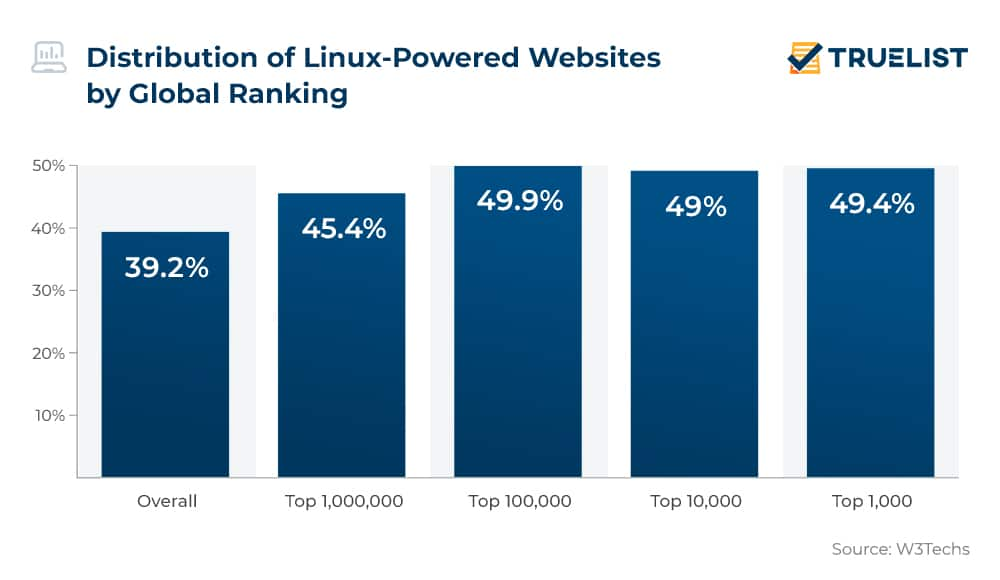 Distribution of Linux-Powered Websites
by Global Ranking
TRUELIST
50%
40%
30%
20%
10%
39.2%
45.4%
49.9%
49%
49.4%
Overall
Top 1,000,000
Top 100,000
Top 10,000
Top 1,000
Source: W3Techs